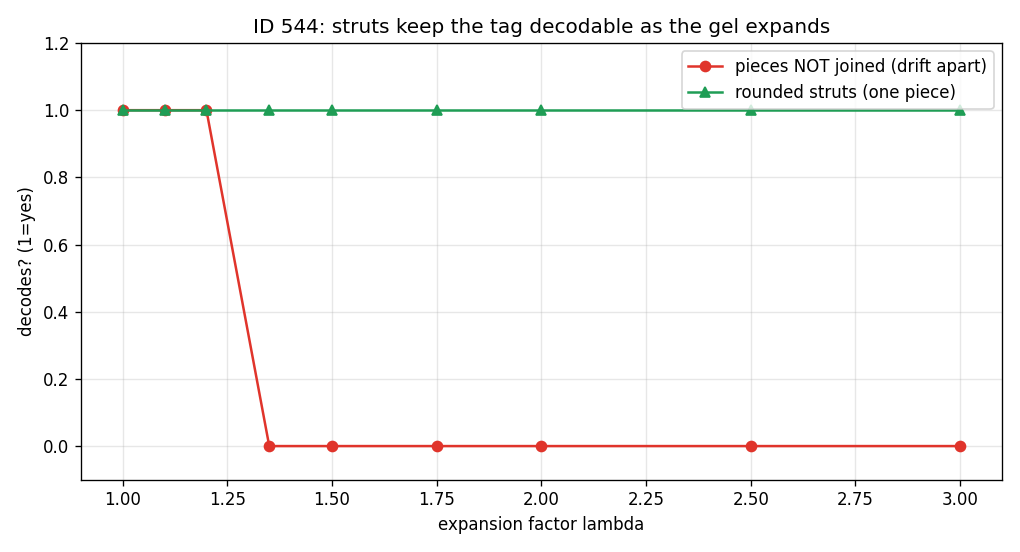 ID 544: struts keep the tag decodable as the gel expands
pieces NOT joined (drift apart)
rounded struts (one piece)
decodes? (1=yes)
1.2
1.0
0.8
0.6
0.4
0.2
0.0
1.00 1.25 1.50 1.75 2.00 2.25 2.50 2.75 3.00
expansion factor lambda